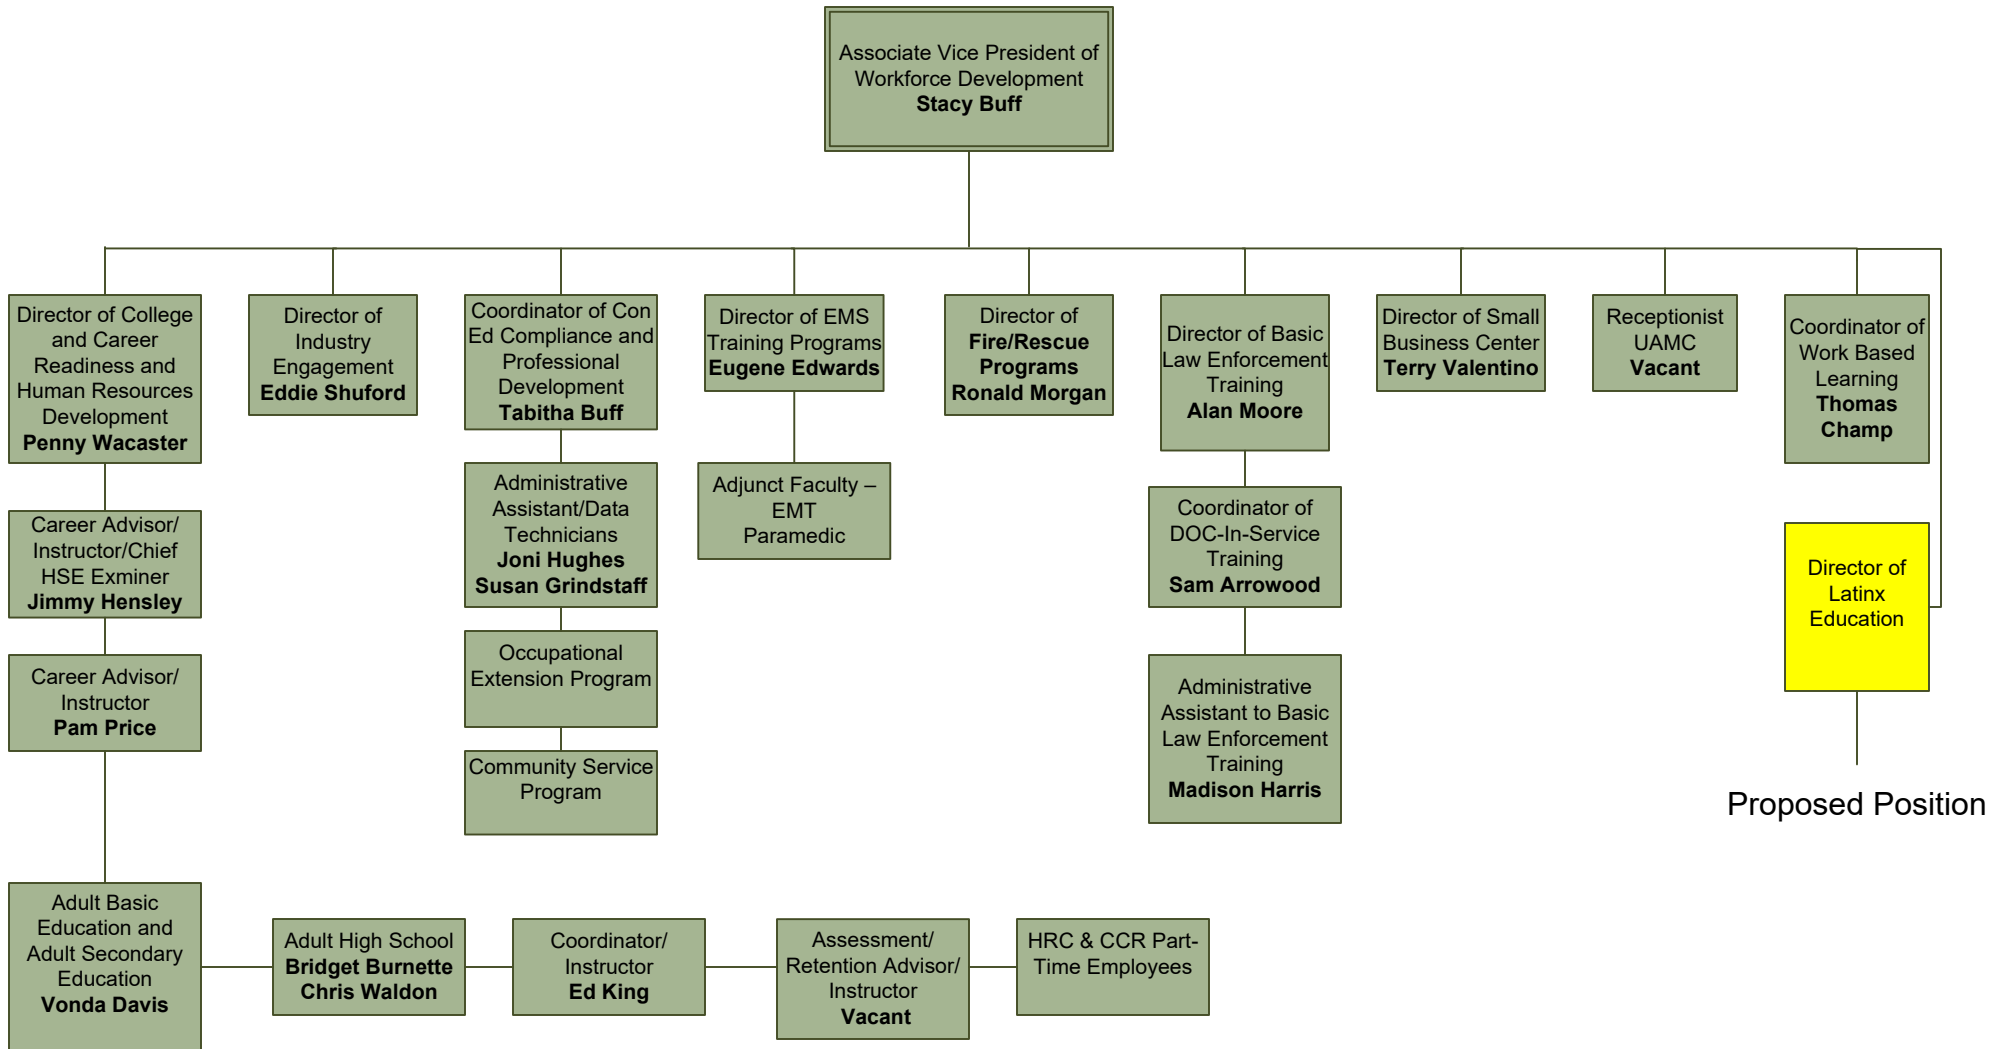 Associate Vice President of
Workforce Development
Stacy Buff
Director of College
and Career
Readiness and
Human Resources
Development
Penny Wacaster
Director of
Industry
Engagement
Eddie Shuford
Coordinator of Con
Ed Compliance and
Professional
Development
Tabitha Buff
Director of EMS
Training Programs
Eugene Edwards
Director of
Fire/Rescue
Programs
Ronald Morgan
Director of Basic
Law Enforcement
Training
Alan Moore
Director of Small
Business Center
Terry Valentino
Receptionist
UAMC
Vacant
Coordinator of
Work Based
Learning
Thomas
Champ
Career Advisor/
Instructor/Chief
HSE Exminer
Jimmy Hensley
Administrative
Assistant/Data
Technicians
Joni Hughes
Susan Grindstaff
Adjunct Faculty –
EMT
Paramedic
Coordinator of
DOC-In-Service
Training
Sam Arrowood
Director of
Latinx
Education
Career Advisor/
Instructor
Pam Price
Occupational
Extension Program
Administrative
Assistant to Basic
Law Enforcement
Training
Madison Harris
Community Service
Program
Proposed Position
Adult Basic
Education and
Adult Secondary
Education
Vonda Davis
Adult High School
Bridget Burnette
Chris Waldon
Coordinator/
Instructor
Ed King
Assessment/
Retention Advisor/
Instructor
Vacant
HRC & CCR Part-
Time Employees